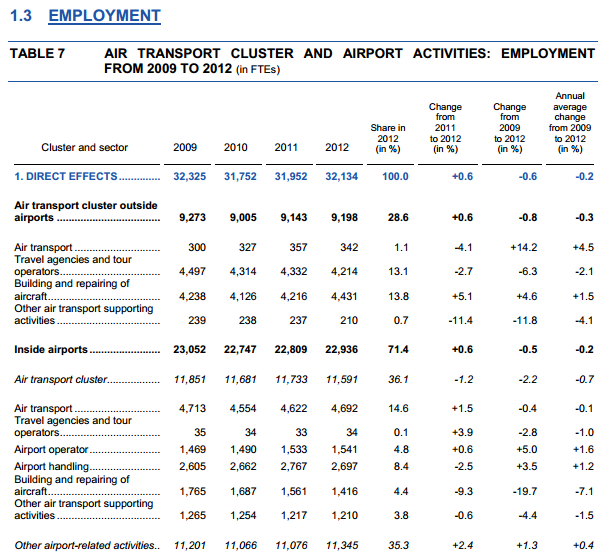 1.3 EMPLOYMENT
TABLE 7 AIR TRANSPORT CLUSTER AND AIRPORT ACTIVITIES: EMPLOYMENT
FROM 2009 TO 2012 (in FTEs)
Cluster and sector 2009 2010 2011 2012 Share in 2012 (in %) Change from 2011 to 2012 (in %) Change from 2009 to 2012 (in %) Annual average change from 2009 to 2012 (in %)
1. DIRECT EFFECTS.............. 32,325 31,752 31,952 32,134 100.0 +0.6 -0.6 -0.2
Air transport cluster outside
airports ................................... 9,273 9,005 9,143 9,198 28.6 +0.6 -0.8 -0.3
Air transport ............................. 300 327 357 342 1.1 -4.1 +14.2 +4.5
Travel agencies and tour
operators.................................. 4,497 4,314 4,332 4,214 13.1 -2.7 -6.3 -2.1
Building and repairing of
aircraft...................................... 4,238 4,126 4,216 4,431 13.8 +5.1 +4.6 +1.5
Other air transport supporting
activities ................................... 239 238 237 210 0.7 -11.4 -11.8 -4.1
Inside airports ........................ 23,052 22,747 22,809 22,936 71.4 +0.6 -0.5 -0.2
Air transport cluster.................. 11,851 11,681 11,733 11,591 36.1 -1.2 -2.2 -0.7
Air transport ............................. 4,713 4,554 4,622 4,692 14.6 +1.5 -0.4 -0.1
Travel agencies and tour
operators.................................. 35 34 33 34 0.1 +3.9 -2.8 -1.0
Airport operator ........................ 1,469 1,490 1,533 1,541 4.8 +0.6 +5.0 +1.6
Airport handling........................ 2,605 2,662 2,767 2,697 8.4 -2.5 +3.5 +1.2
Building and repairing of
aircraft...................................... 1,765 1,687 1,561 1,416 4.4 -9.3 -19.7 -7.1
Other air transport supporting
activities ................................... 1,265 1,254 1,217 1,210 3.8 -0.6 -4.4 -1.5
Other airport-related activities.. 11,201 11,066 11,076 11,345 35.3 +2.4 +1.3 +0.4